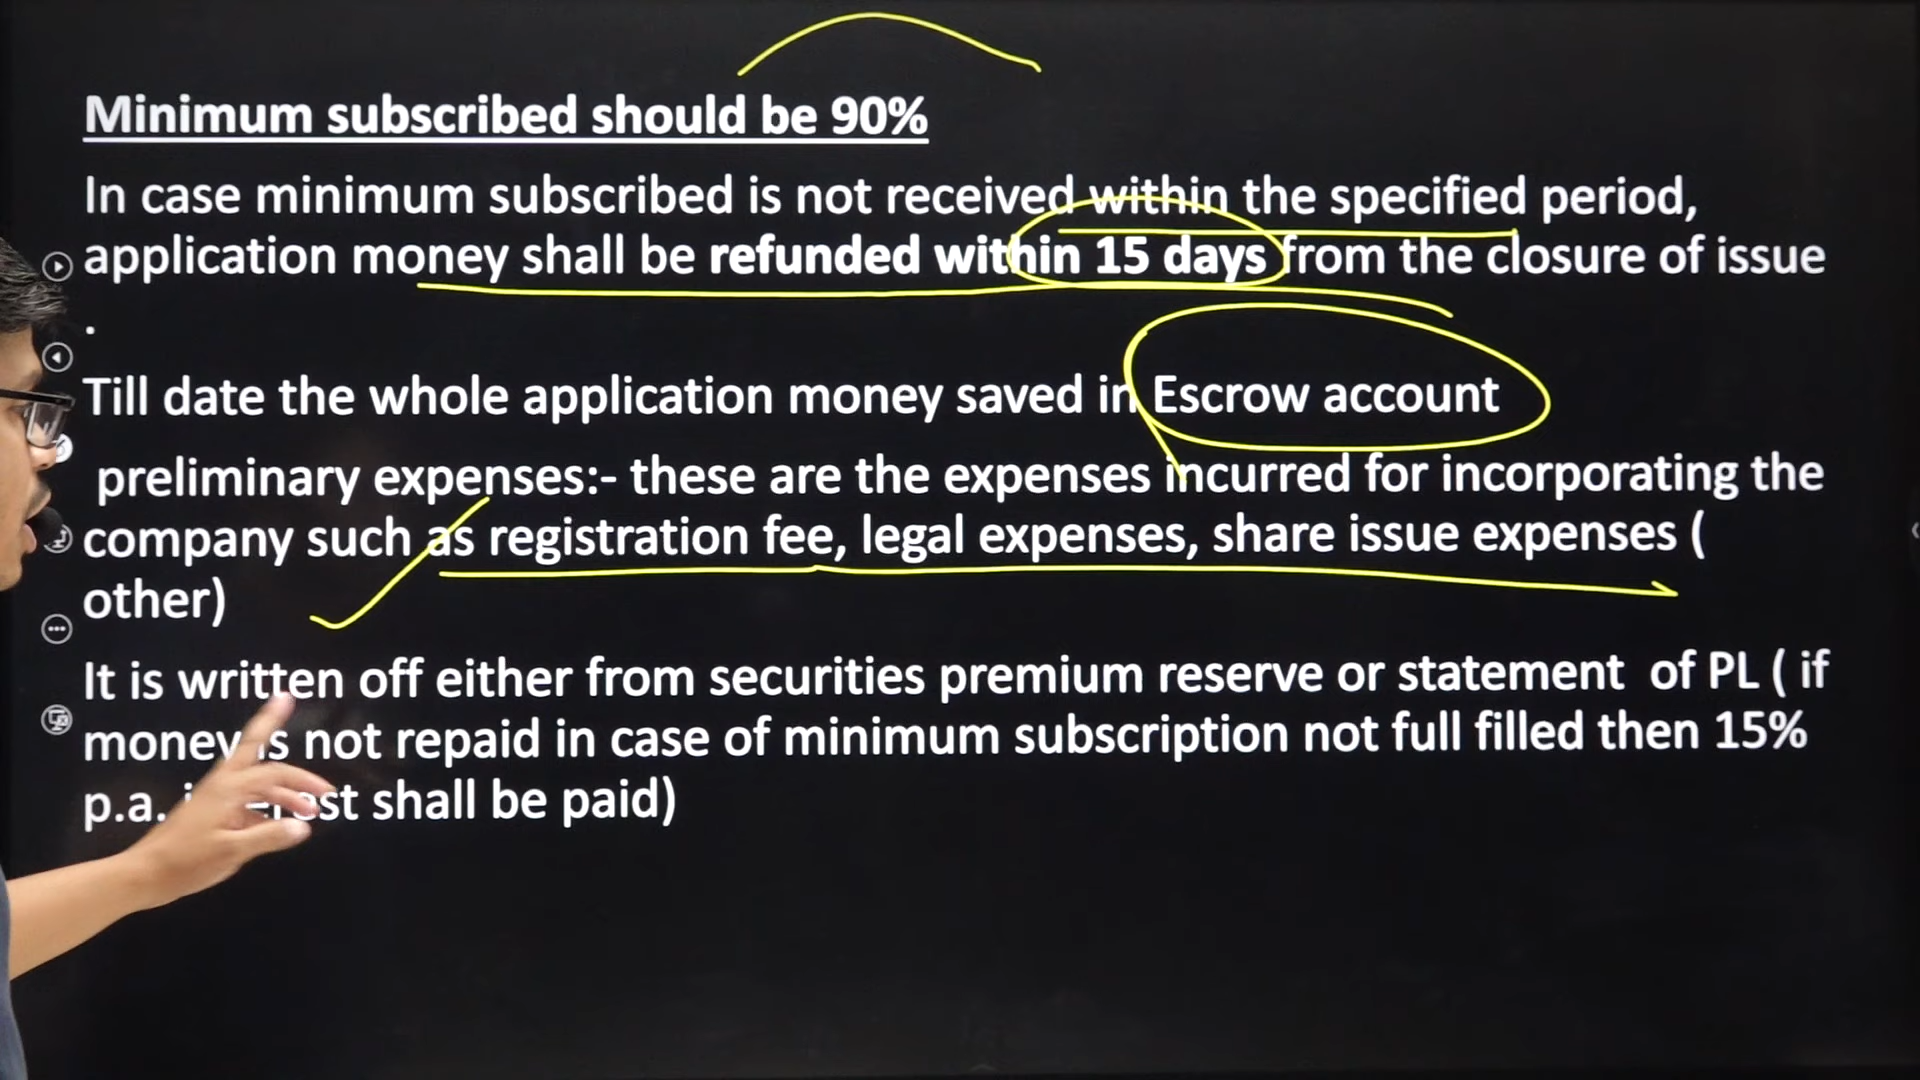 Minimum subscribed should be 90%
In case minimum subscribed is not received within the specified period,
application money shall be refunded within 15 days from the closure of issue
.
Till date the whole application money saved in Escrow account
preliminary expenses:- these are the expenses incurred for incorporating the
company such as registration fee, legal expenses, share issue expenses (
other)
It is written off either from securities premium reserve or statement of PL ( if
money is not repaid in case of minimum subscription not full filled then 15%
p.a. interest shall be paid)